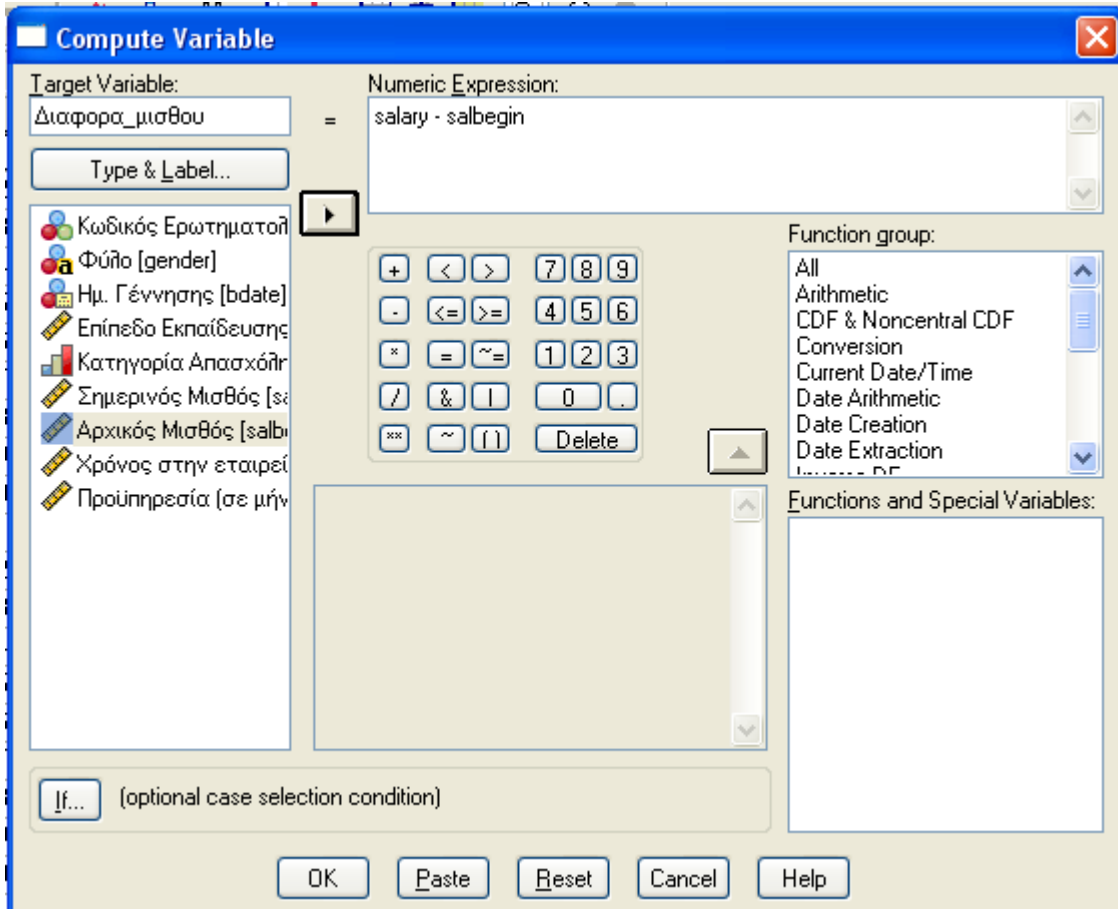 Compute Variable
Target Variable:
Διαφορα_μισθου
=
Numeric Expression:
salary - salbegin
Type & Label...
Κωδικός Ερωτηματολ
Φύλο [gender]
Ημ. Γέννησης [bdate]
Επίπεδο Εκπαίδευσης
Κατηγορία Απασχόλη
Σημερινός Μισθός [sa
Αρχικός Μισθός [salb
Χρόνος στην εταιρεί
Προϋπηρεσία (σε μήν
+ < > 7 8 9
- <= >= 4 5 6
* = ~= 1 2 3
/ & | 0 .
** ~ () Delete
Function group:
All
Arithmetic
CDF & Noncentral CDF
Conversion
Current Date/Time
Date Arithmetic
Date Creation
Date Extraction
Functions and Special Variables:
If... (optional case selection condition)
OK Paste Reset Cancel Help